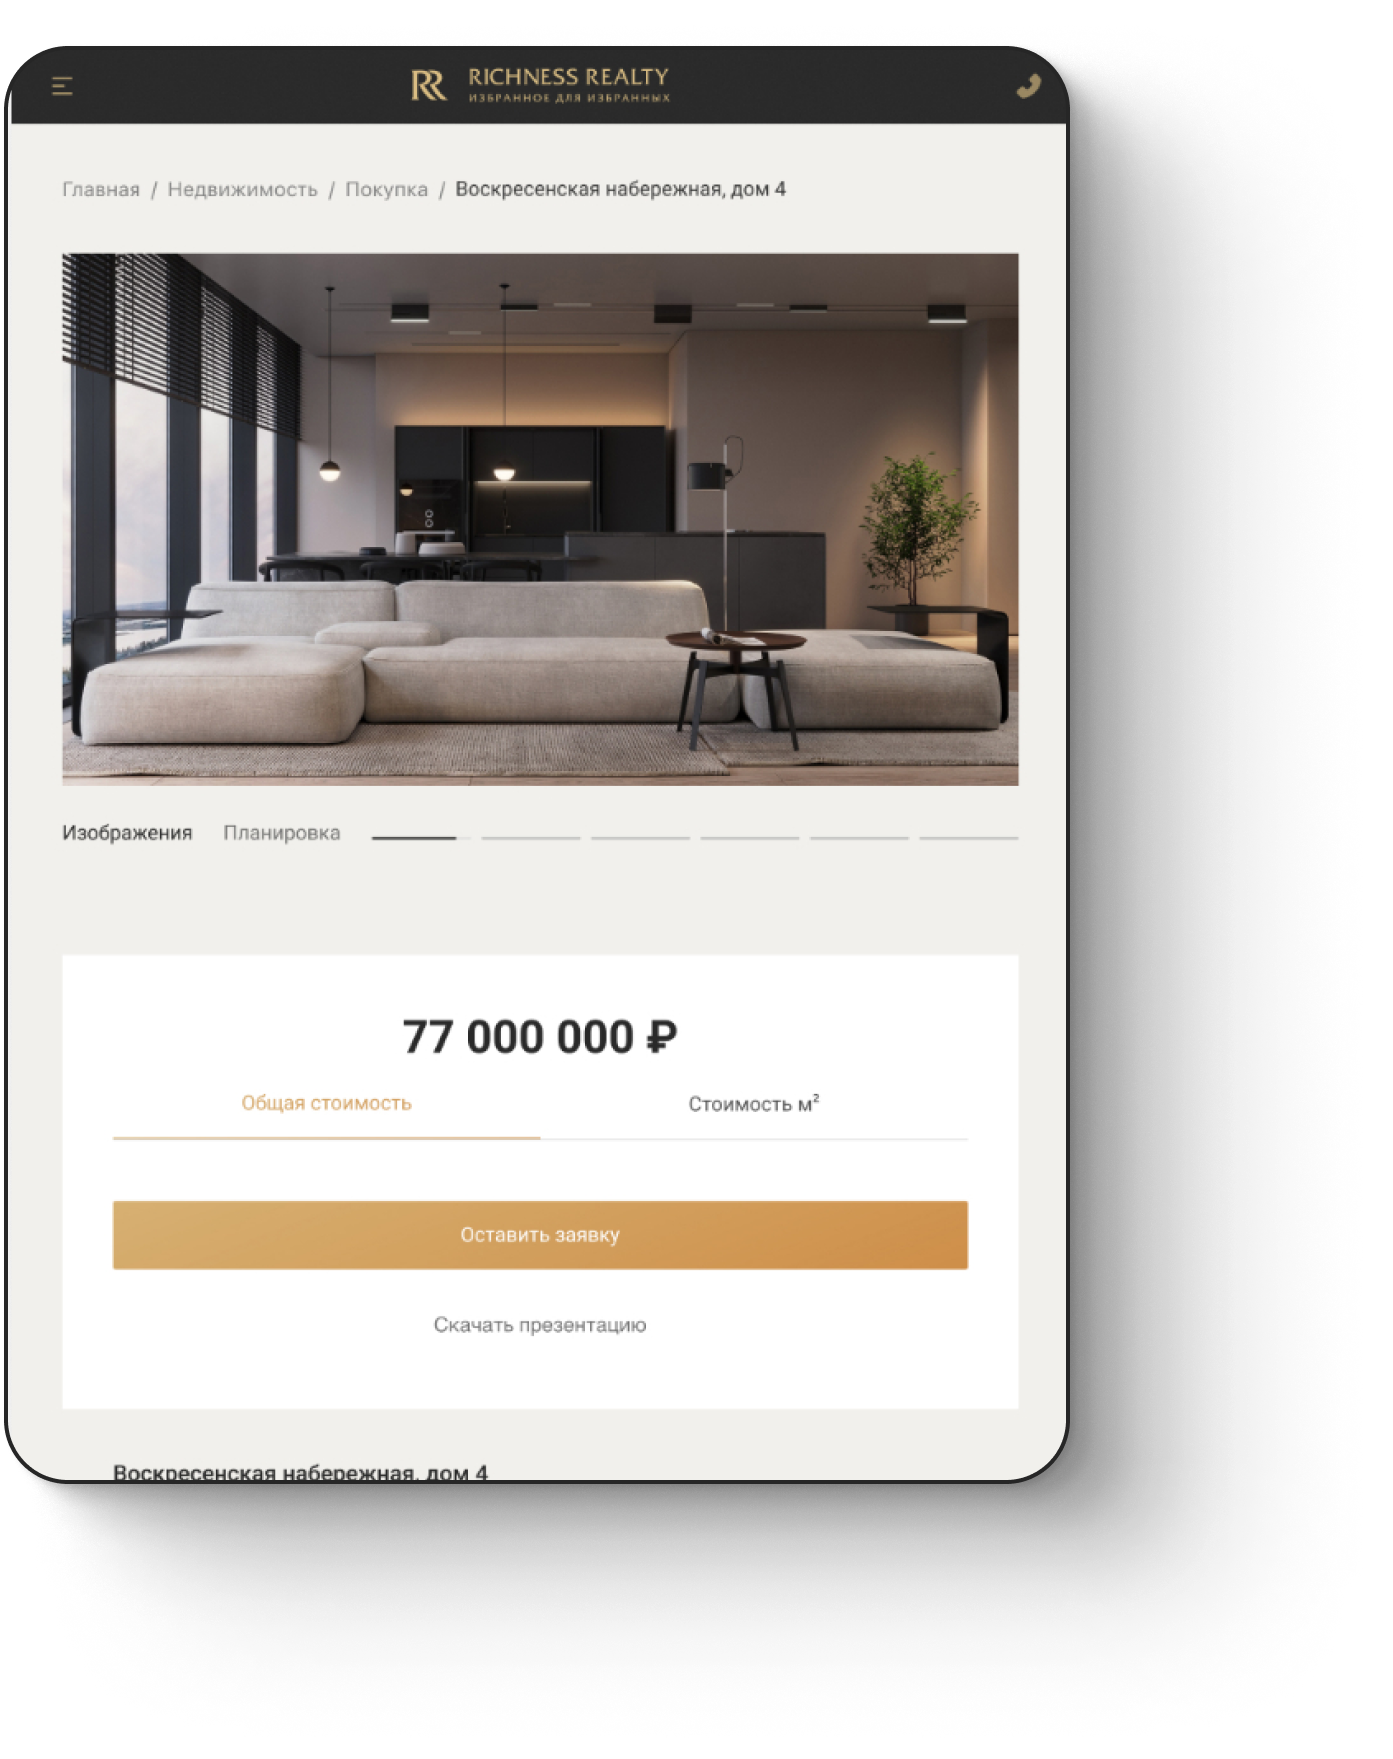 RR RICHNESS REALTY
ИЗБРАННОЕ ДЛЯ ИЗБРАННЫХ
Главная / Недвижимость / Покупка / Воскресенская набережная, дом 4
Изображения Планировка
77 000 000 ₽
Общая стоимость Стоимость м²
Оставить заявку
Скачать презентацию
Воскресенская набережная, дом 4